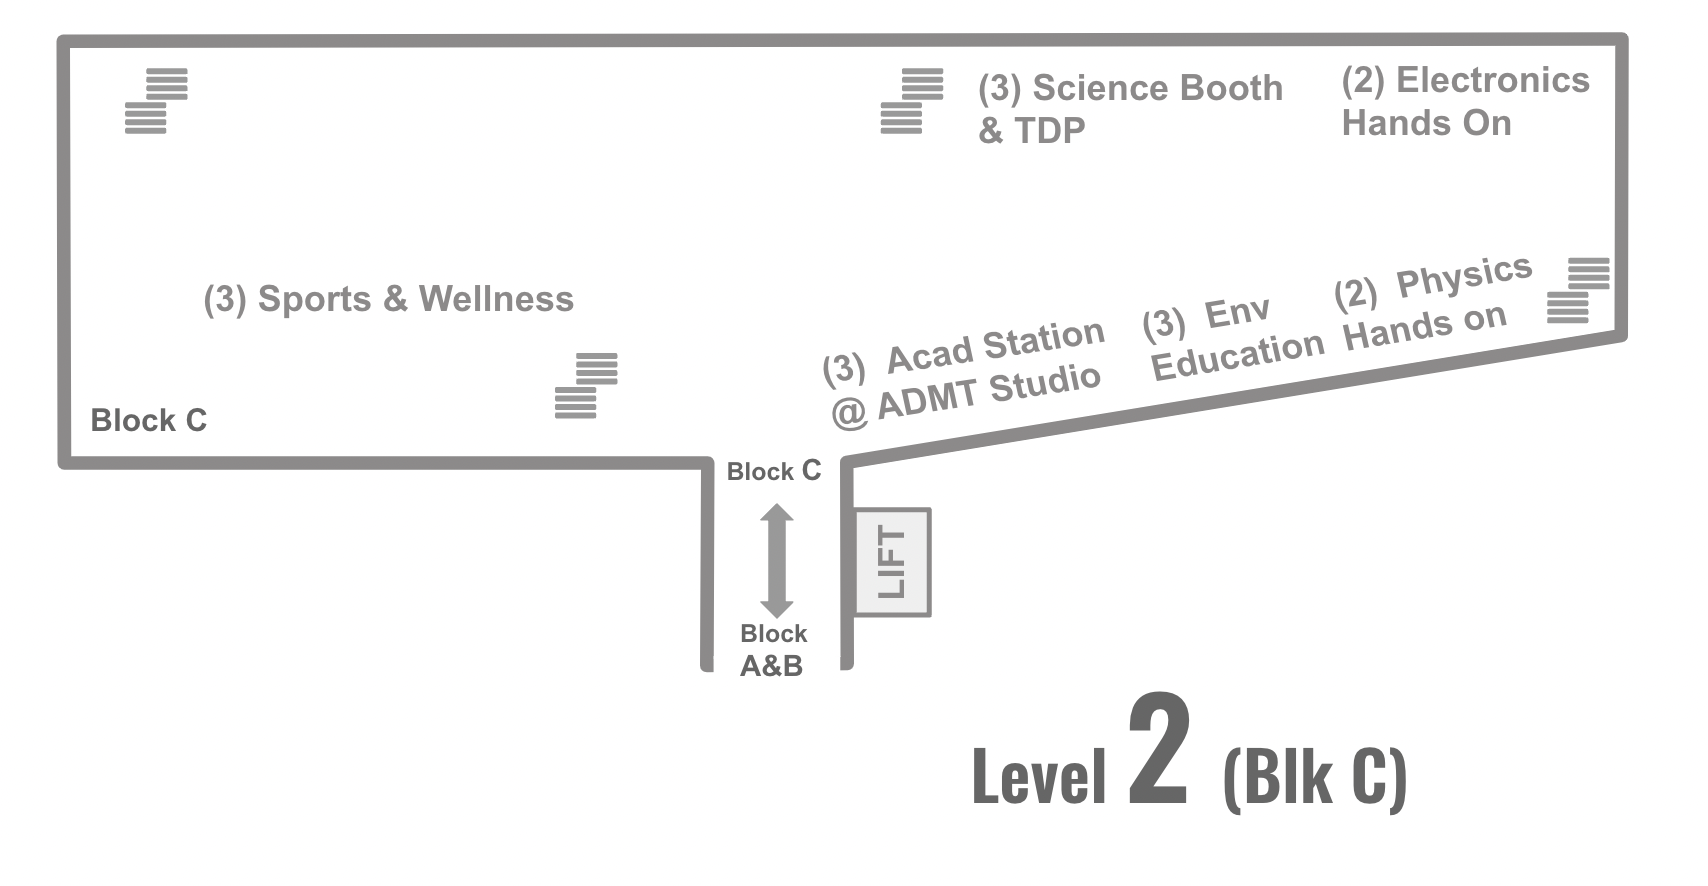 (3) Science Booth
& TDP
(2) Electronics
Hands On
(3) Sports & Wellness
(3) Acad Station
@ ADMT Studio
(3) Env
Education
(2) Physics
Hands on
Block C
Block C
LIFT
Block
A&B
Level 2 (Blk C)